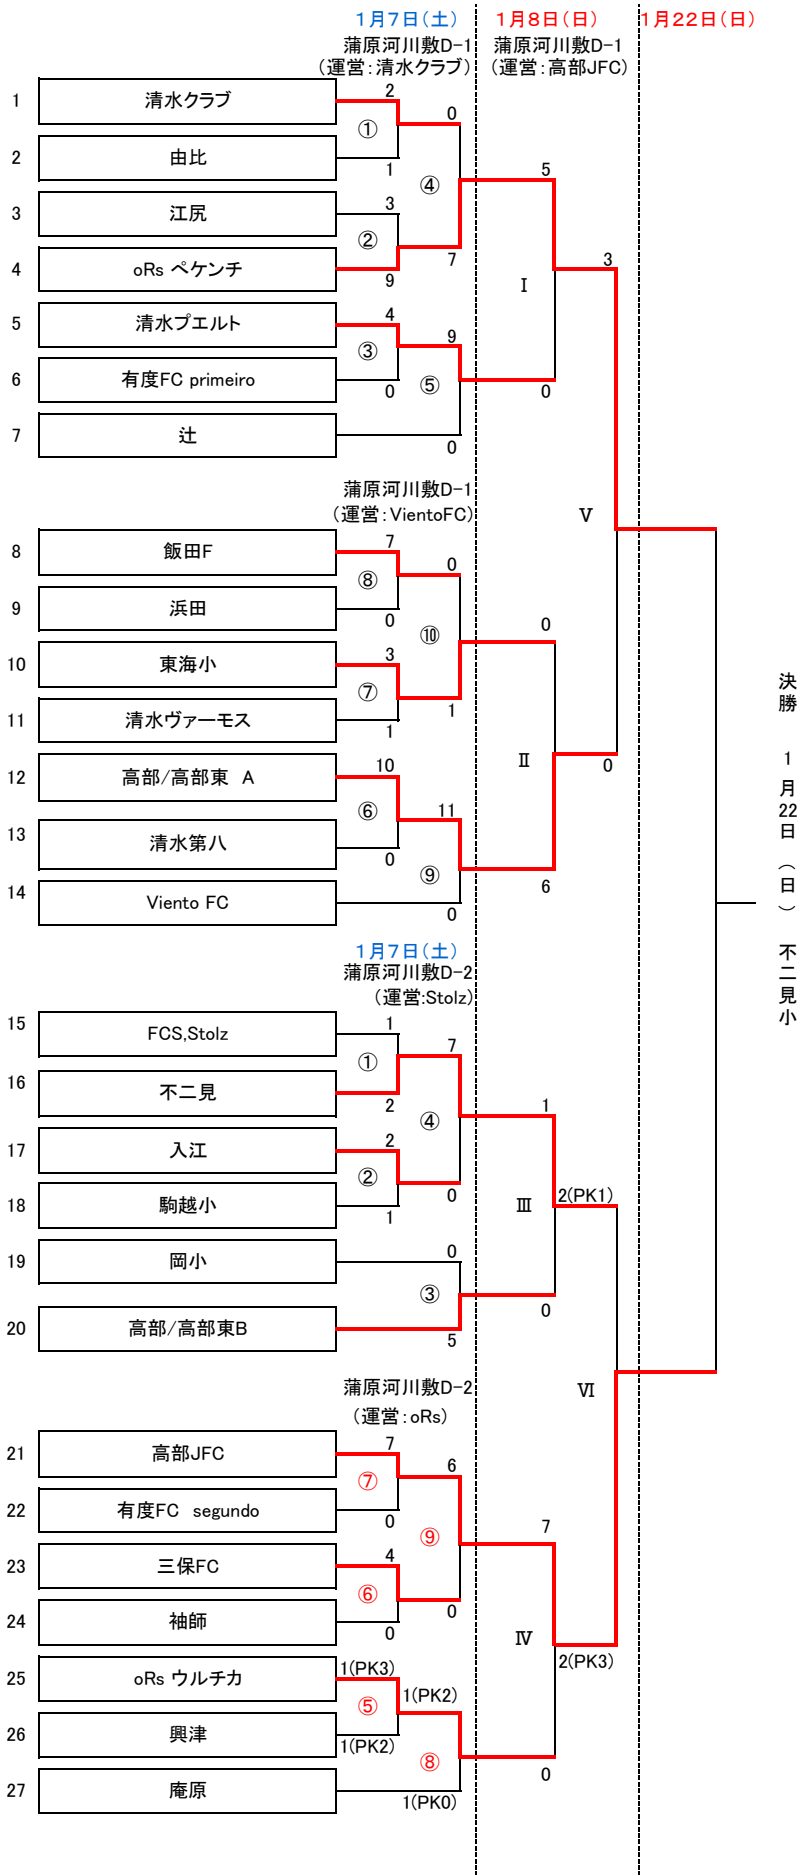 １月７日（土）
１月８日（日）
１月２２日（日）
蒲原河川敷D-1
（運営：清水クラブ）
蒲原河川敷D-1
（運営：高部JFC）
1 清水クラブ 2
0
①
2 由比 1
④
5
3 江尻 3
②
4 oRs ペケンチ 9
7
3
Ⅰ
5 清水プエルト 4
9
③
6 有度FC primeiro 0
⑤
0
7 辻 0
蒲原河川敷D-1
（運営：VientoFC）
Ⅴ
8 飯田F 7
0
⑧
9 浜田 0
⑩
0
10 東海小 3
⑦
11 清水ヴァーモス 1
1
Ⅱ
0
12 高部/高部東　A 10
11
⑥
13 清水第八 0
⑨
6
14 Viento FC 0
決勝　1月22日（日）　不二見小
１月７日（土）
蒲原河川敷D-2
（運営:Stolz）
15 FCS,Stolz 1
7
①
16 不二見 2
④
1
17 入江 2
②
18 駒越小 1
0
Ⅲ
2(PK1)
19 岡小 0
③
0
20 高部/高部東B 5
蒲原河川敷D-2
（運営：oRs）
Ⅵ
21 高部JFC 7
6
⑦
22 有度FC　segundo 0
⑨
7
23 三保FC 4
⑥
24 袖師 0
0
Ⅳ
2(PK3)
25 oRs ウルチカ 1(PK3)
1(PK2)
⑤
26 興津 1(PK2)
⑧
0
27 庵原 1(PK0)